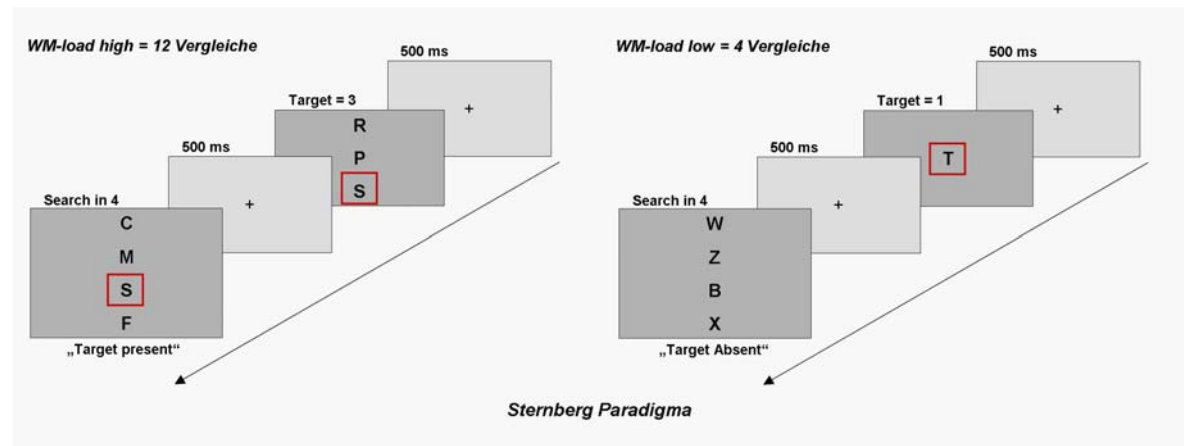 WM-load high = 12 Vergleiche
500 ms
+
Target = 3
R
P
S
500 ms
+
Search in 4
C
M
S
F
„Target present“
WM-load low = 4 Vergleiche
500 ms
+
Target = 1
T
500 ms
+
Search in 4
W
Z
B
X
„Target Absent“
Sternberg Paradigma